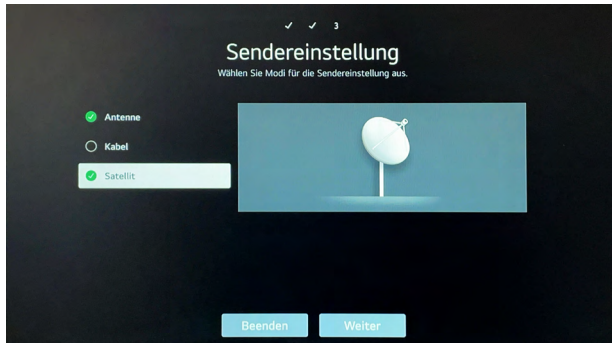 3
Sendereinstellung
Wählen Sie Modi für die Sendereinstellung aus.
Antenne
Kabel
Satellit
Beenden
Weiter